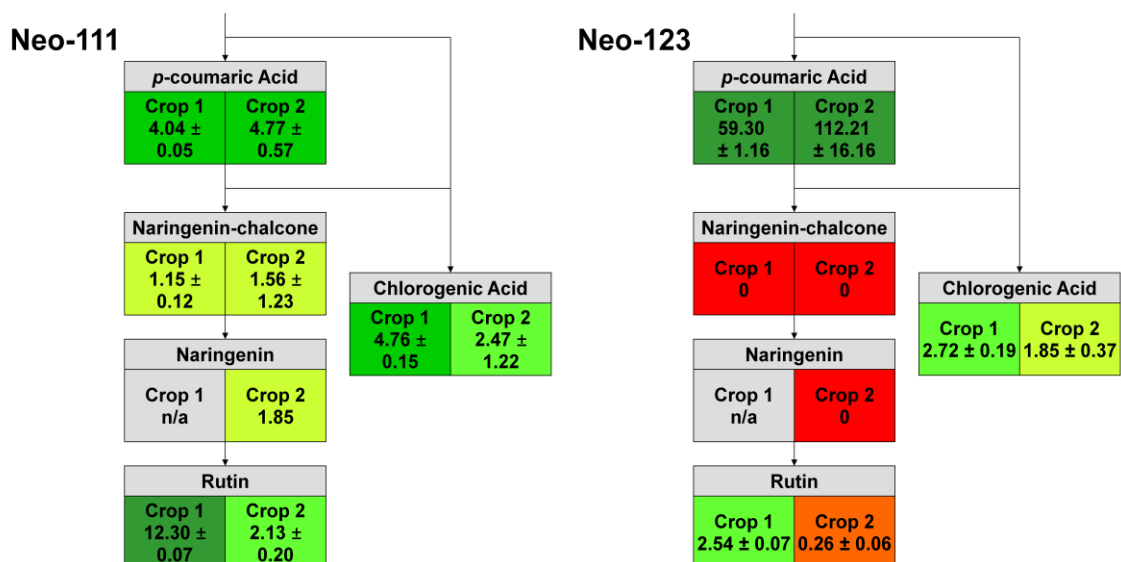 Neo-111
p-coumaric Acid
Crop 1
4.04 ±
0.05
Crop 2
4.77 ±
0.57
Naringenin-chalcone
Crop 1
1.15 ±
0.12
Crop 2
1.56 ±
1.23
Chlorogenic Acid
Crop 1
4.76 ±
0.15
Crop 2
2.47 ±
1.22
Naringenin
Crop 1
n/a
Crop 2
1.85
Rutin
Crop 1
12.30 ±
0.07
Crop 2
2.13 ±
0.20
Neo-123
p-coumaric Acid
Crop 1
59.30
± 1.16
Crop 2
112.21
± 16.16
Naringenin-chalcone
Crop 1
0
Crop 2
0
Chlorogenic Acid
Crop 1
2.72 ± 0.19
Crop 2
1.85 ± 0.37
Naringenin
Crop 1
n/a
Crop 2
0
Rutin
Crop 1
2.54 ± 0.07
Crop 2
0.26 ± 0.06